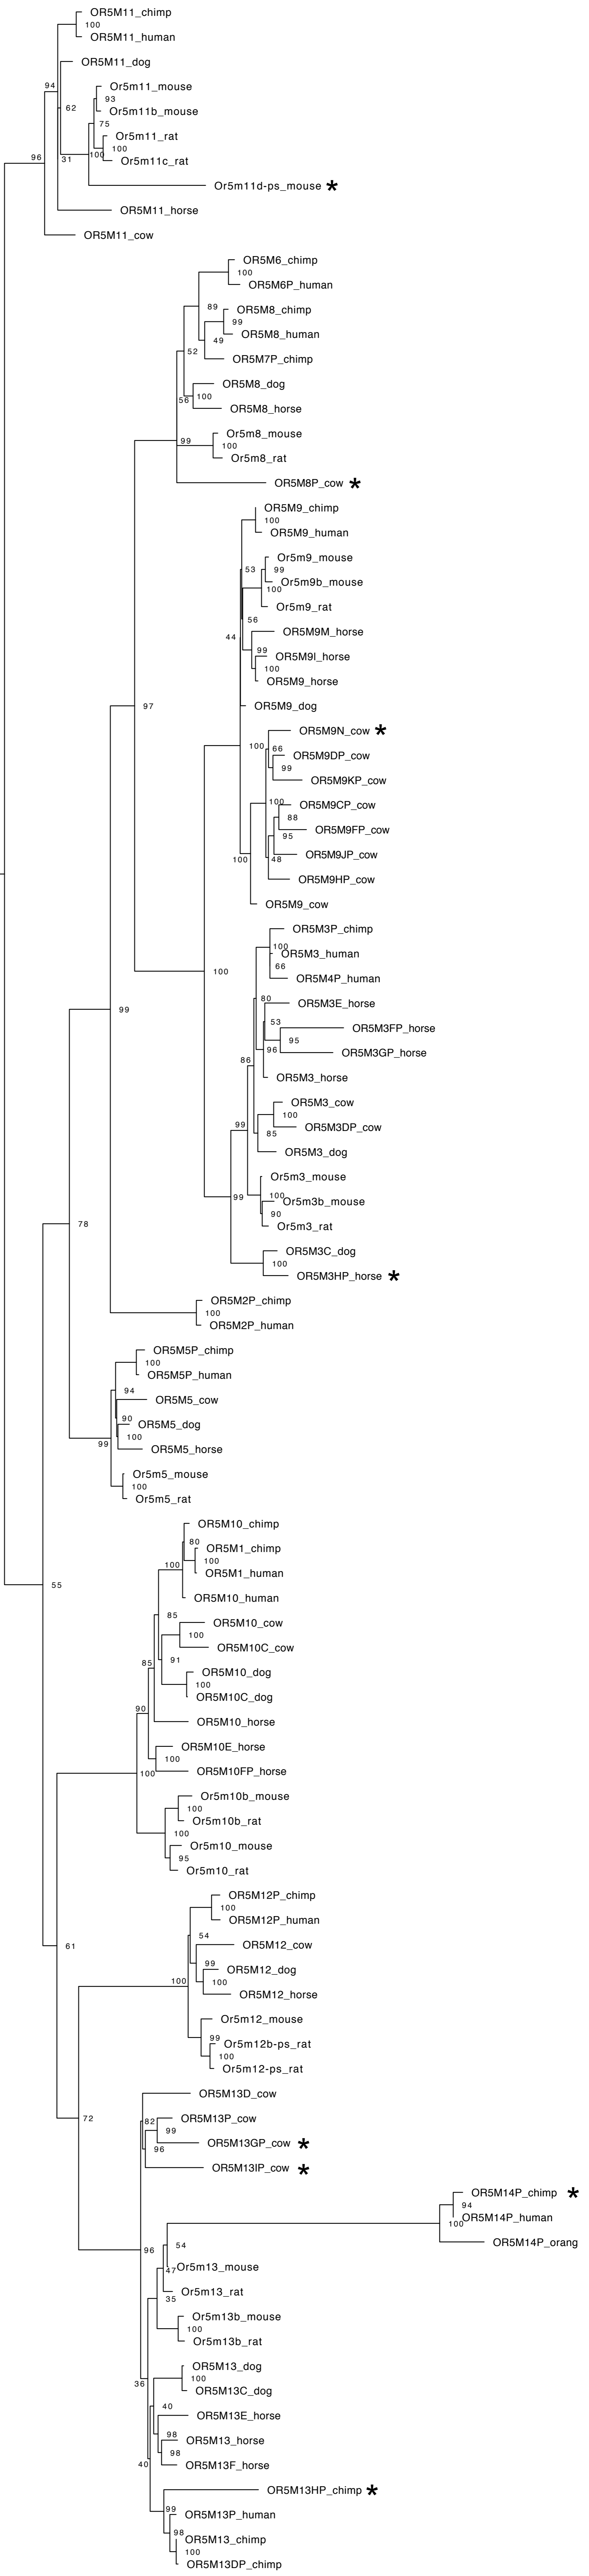 OR5M11_chimp
100
OR5M11_human
OR5M11_dog
94
Or5m11_mouse
93
62
Or5m11b_mouse
75
Or5m11_rat
100
96
31
100
Or5m11c_rat
Or5m11d-ps_mouse *
OR5M11_horse
OR5M11_cow
OR5M6_chimp
100
OR5M6P_human
89
OR5M8_chimp
99
OR5M8_human
49
52
OR5M7P_chimp
OR5M8_dog
56
100
OR5M8_horse
Or5m8_mouse
99
100
Or5m8_rat
OR5M8P_cow *
OR5M9_chimp
100
OR5M9_human
Or5m9_mouse
53
99
Or5m9b_mouse
100
Or5m9_rat
56
OR5M9M_horse
44
99
OR5M9I_horse
100
OR5M9_horse
97
OR5M9_dog
OR5M9N_cow *
100
66
OR5M9DP_cow
99
OR5M9KP_cow
100
OR5M9CP_cow
88
OR5M9FP_cow
95
OR5M9JP_cow
100
48
OR5M9HP_cow
OR5M9_cow
OR5M3P_chimp
100
OR5M3_human
66
100
OR5M4P_human
80
OR5M3E_horse
99
53
OR5M3FP_horse
95
96
OR5M3GP_horse
86
OR5M3_horse
OR5M3_cow
100
99
OR5M3DP_cow
85
OR5M3_dog
Or5m3_mouse
99
100
Or5m3b_mouse
90
78
Or5m3_rat
OR5M3C_dog
100
OR5M3HP_horse *
OR5M2P_chimp
100
OR5M2P_human
OR5M5P_chimp
100
OR5M5P_human
94
OR5M5_cow
90
OR5M5_dog
100
99
OR5M5_horse
Or5m5_mouse
100
Or5m5_rat
OR5M10_chimp
80
OR5M1_chimp
100
100
OR5M1_human
55
OR5M10_human
85
OR5M10_cow
100
OR5M10C_cow
91
85
OR5M10_dog
100
OR5M10C_dog
90
OR5M10_horse
OR5M10E_horse
100
100
OR5M10FP_horse
Or5m10b_mouse
100
Or5m10b_rat
100
Or5m10_mouse
95
Or5m10_rat
OR5M12P_chimp
100
OR5M12P_human
54
61
OR5M12_cow
99
OR5M12_dog
100
100
OR5M12_horse
Or5m12_mouse
99
Or5m12b-ps_rat
100
Or5m12-ps_rat
OR5M13D_cow
72
82
OR5M13P_cow
99
OR5M13GP_cow *
96
OR5M13IP_cow *
OR5M14P_chimp *
94
OR5M14P_human
100
OR5M14P_orang
96
54
Or5m13_mouse
47
Or5m13_rat
35
Or5m13b_mouse
100
Or5m13b_rat
OR5M13_dog
100
36
OR5M13C_dog
40
OR5M13E_horse
98
OR5M13_horse
98
40
OR5M13F_horse
OR5M13HP_chimp *
99
OR5M13P_human
98
OR5M13_chimp
100
OR5M13DP_chimp